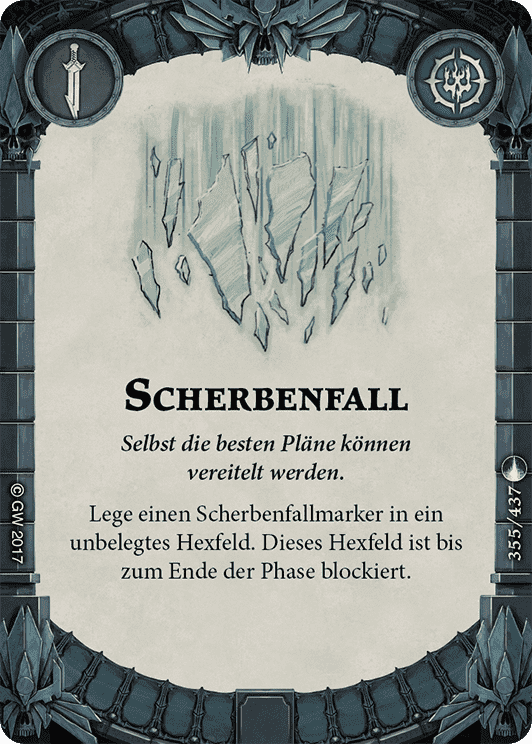 SCHERBENFALL
Selbst die besten Pläne können
vereitelt werden.
Lege einen Scherbenfallmarker in ein
unbelegtes Hexfeld. Dieses Hexfeld ist bis
zum Ende der Phase blockiert.
© GW 2017
355/437